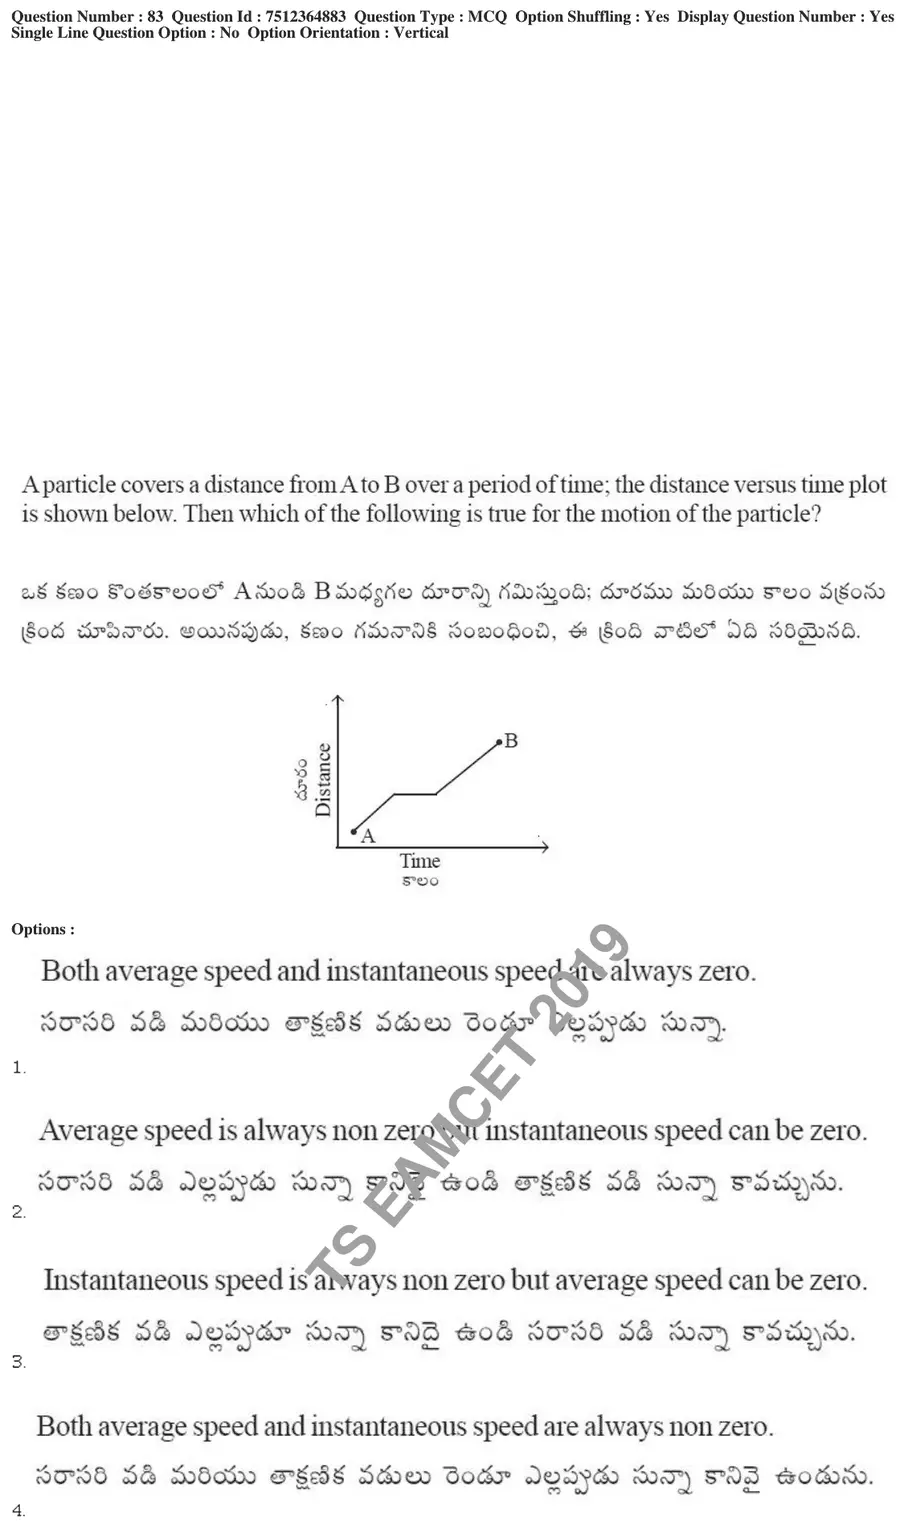 Question Number : 83 Question Id : 7512364883 Question Type : MCQ Option Shuffling : Yes Display Question Number : Yes
Single Line Question Option : No Option Orientation : Vertical
A particle covers a distance from A to B over a period of time; the distance versus time plot
is shown below. Then which of the following is true for the motion of the particle?
ఒక కణం కొంతకాలంలో A నుండి B మధ్యగల దూరాన్ని గమిస్తుంది; దూరము మరియు కాలం వక్రంను
క్రింద చూపినారు. అయినపుడు, కణం గమనానికి సంబంధించి, ఈ క్రింది వాటిలో ఏది సరియైనది.
B
దూరం
Distance
A
Time
కాలం
Options :
Both average speed and instantaneous speed are always zero.
సరాసరి వడి మరియు తాక్షణిక వడులు రెండూ ఎల్లప్పుడు సున్నా.
1.
Average speed is always non zero but instantaneous speed can be zero.
సరాసరి వడి ఎల్లప్పుడు సున్నా కానిదై ఉండి తాక్షణిక వడి సున్నా కావచ్చును.
2.
Instantaneous speed is always non zero but average speed can be zero.
తాక్షణిక వడి ఎల్లప్పుడూ సున్నా కానిదై ఉండి సరాసరి వడి సున్నా కావచ్చును.
3.
Both average speed and instantaneous speed are always non zero.
సరాసరి వడి మరియు తాక్షణిక వడులు రెండూ ఎల్లప్పుడు సున్నా కానివై ఉండును.
4.
TS EAMCET 2019